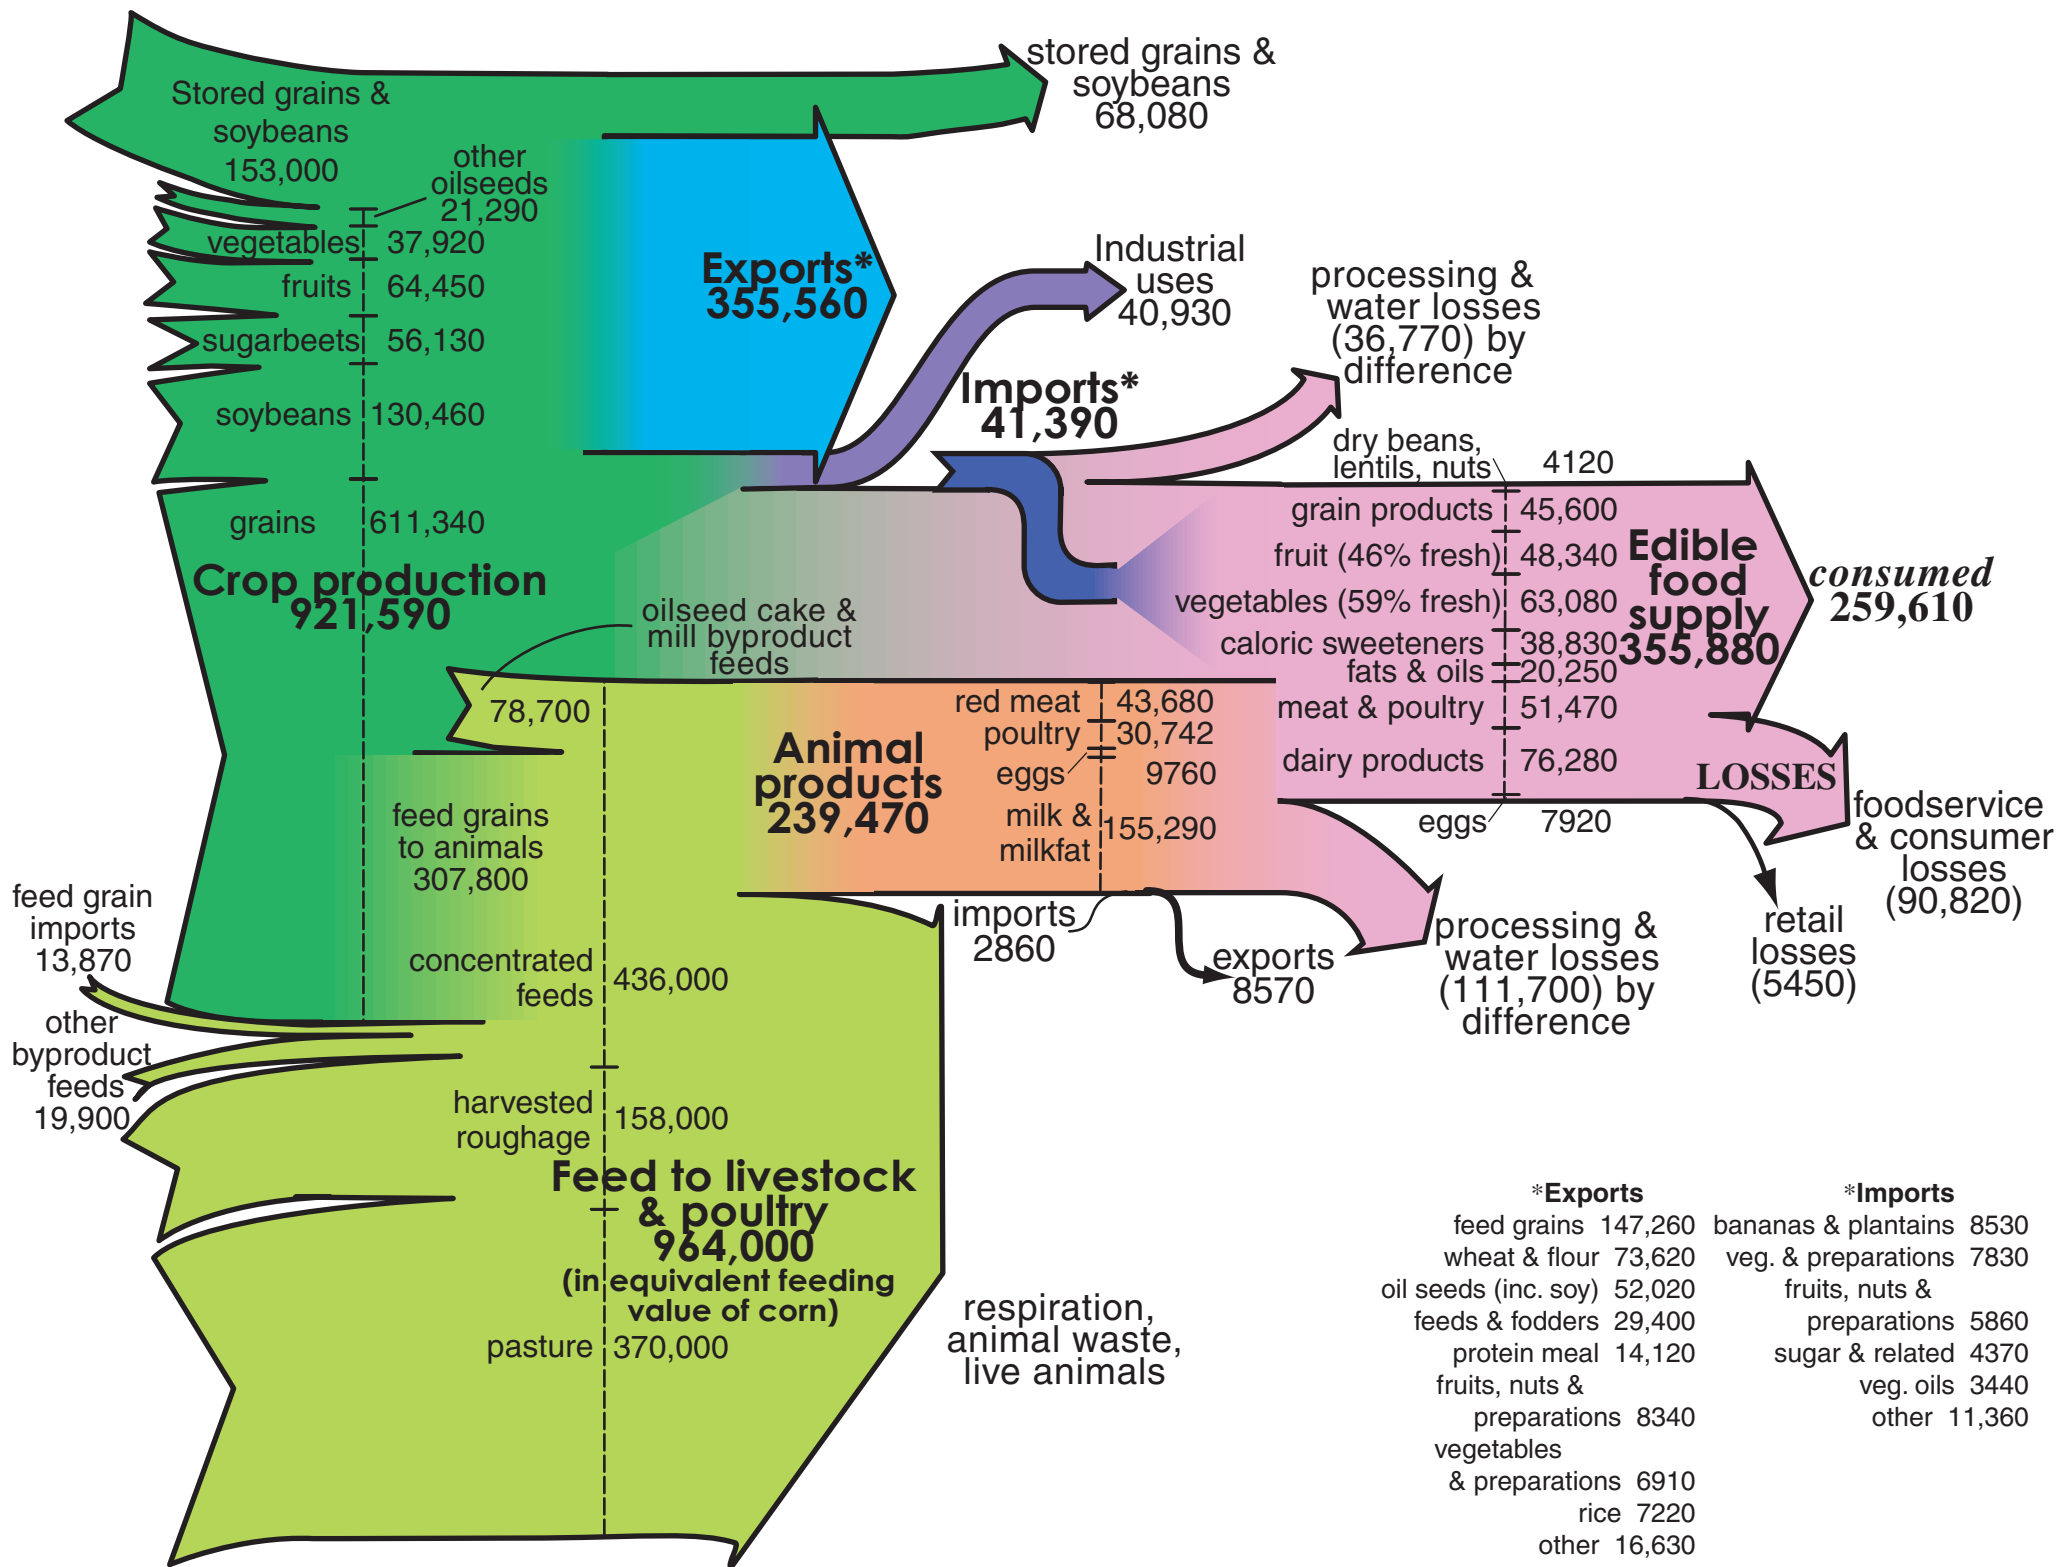 stored grains &
soybeans
68,080
Stored grains &
soybeans
153,000
other
oilseeds
21,290
vegetables 37,920
fruits 64,450
sugarbeets 56,130
soybeans 130,460
grains 611,340
Crop production
921,590
Exports*
355,560
Industrial
uses
40,930
Imports*
41,390
processing &
water losses
(36,770) by
difference
dry beans,
lentils, nuts 4120
grain products 45,600
fruit (46% fresh) 48,340
vegetables (59% fresh) 63,080
caloric sweeteners 38,830
fats & oils 20,250
meat & poultry 51,470
dairy products 76,280
eggs 7920
Edible
food
supply
355,880
consumed
259,610
LOSSES
foodservice
& consumer
losses
(90,820)
retail
losses
(5450)
oilseed cake &
mill byproduct
feeds
78,700
Animal
products
239,470
red meat 43,680
poultry 30,742
eggs 9760
milk &
milkfat 155,290
imports
2860
exports
8570
processing &
water losses
(111,700) by
difference
feed grains
to animals
307,800
feed grain
imports
13,870
other
byproduct
feeds
19,900
concentrated
feeds 436,000
harvested
roughage 158,000
Feed to livestock
& poultry
964,000
(in equivalent feeding
value of corn)
pasture 370,000
respiration,
animal waste,
live animals
*Exports
feed grains 147,260
wheat & flour 73,620
oil seeds (inc. soy) 52,020
feeds & fodders 29,400
protein meal 14,120
fruits, nuts &
preparations 8340
vegetables
& preparations 6910
rice 7220
other 16,630
*Imports
bananas & plantains 8530
veg. & preparations 7830
fruits, nuts &
preparations 5860
sugar & related 4370
veg. oils 3440
other 11,360